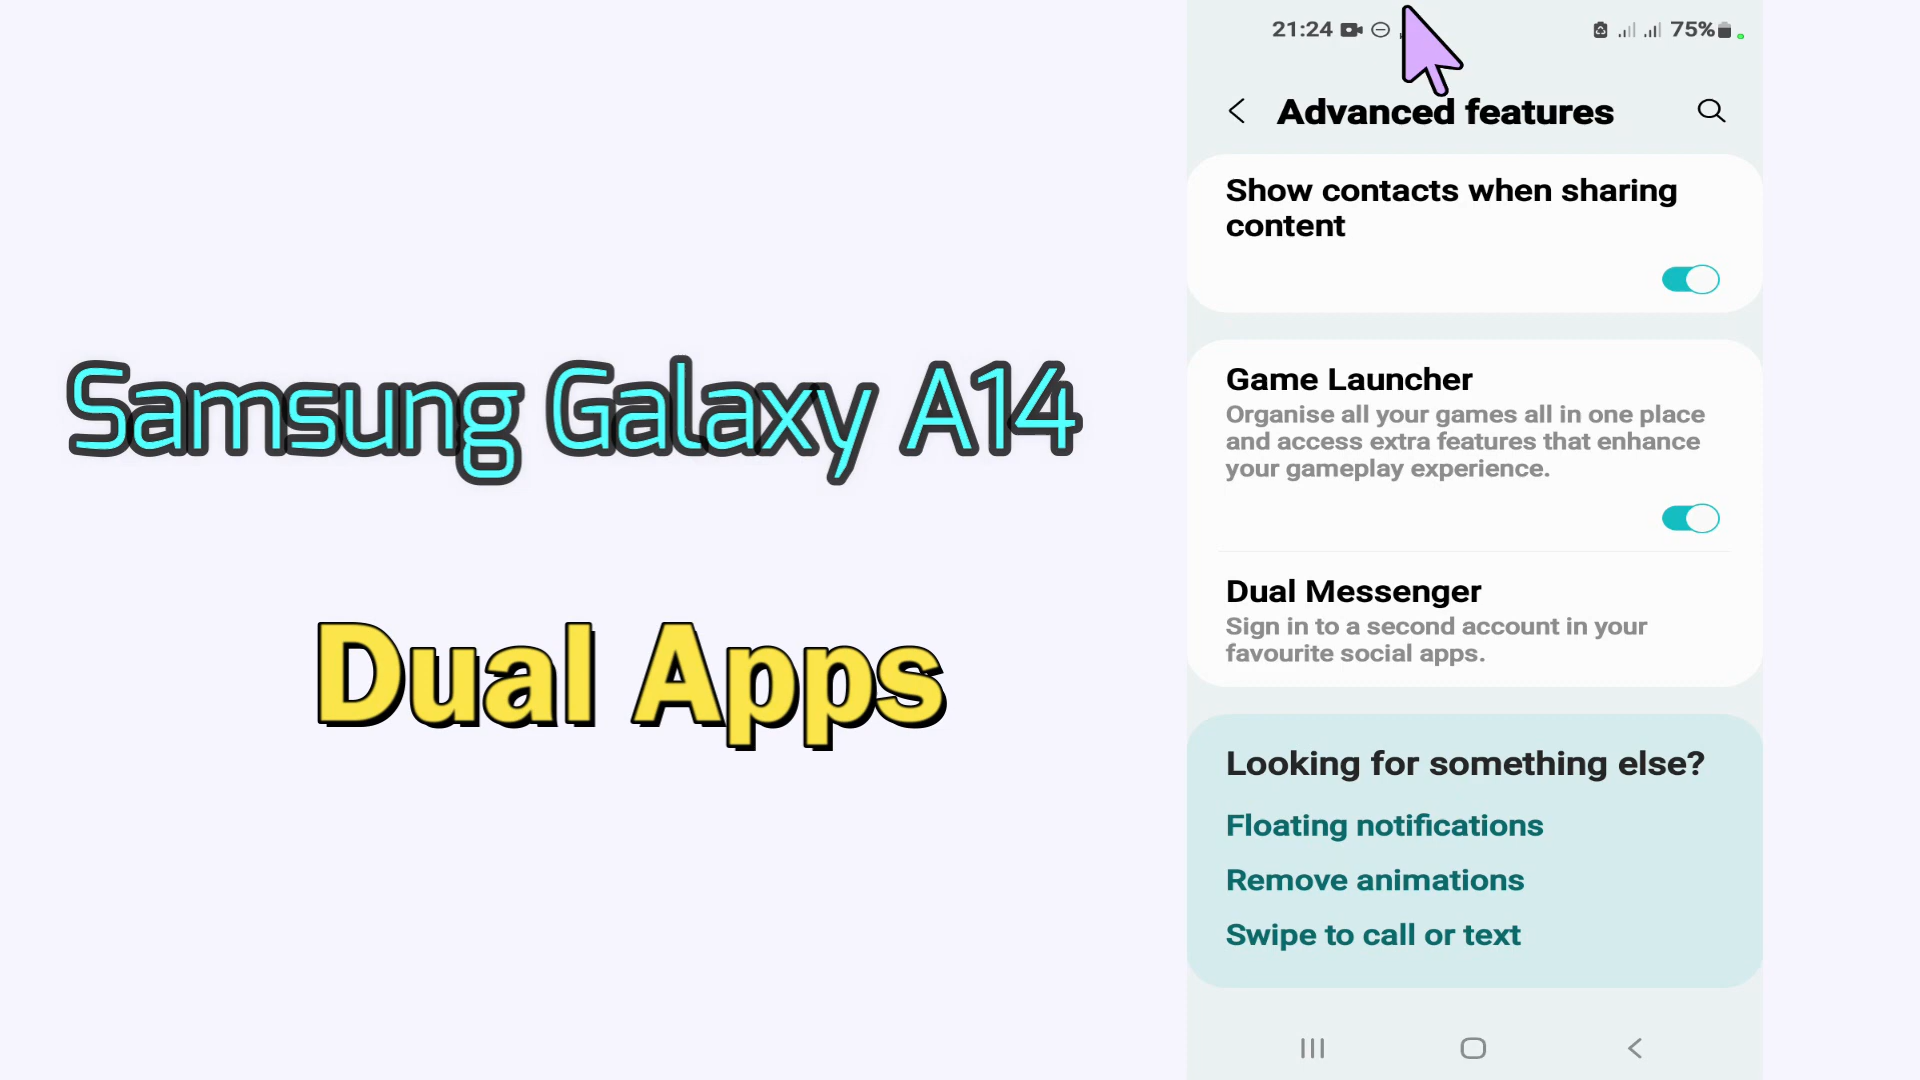 Samsung Galaxy A14
Dual Apps
21:24
75%
Advanced features
Show contacts when sharing
content
Game Launcher
Organise all your games all in one place
and access extra features that enhance
your gameplay experience.
Dual Messenger
Sign in to a second account in your
favourite social apps.
Looking for something else?
Floating notifications
Remove animations
Swipe to call or text